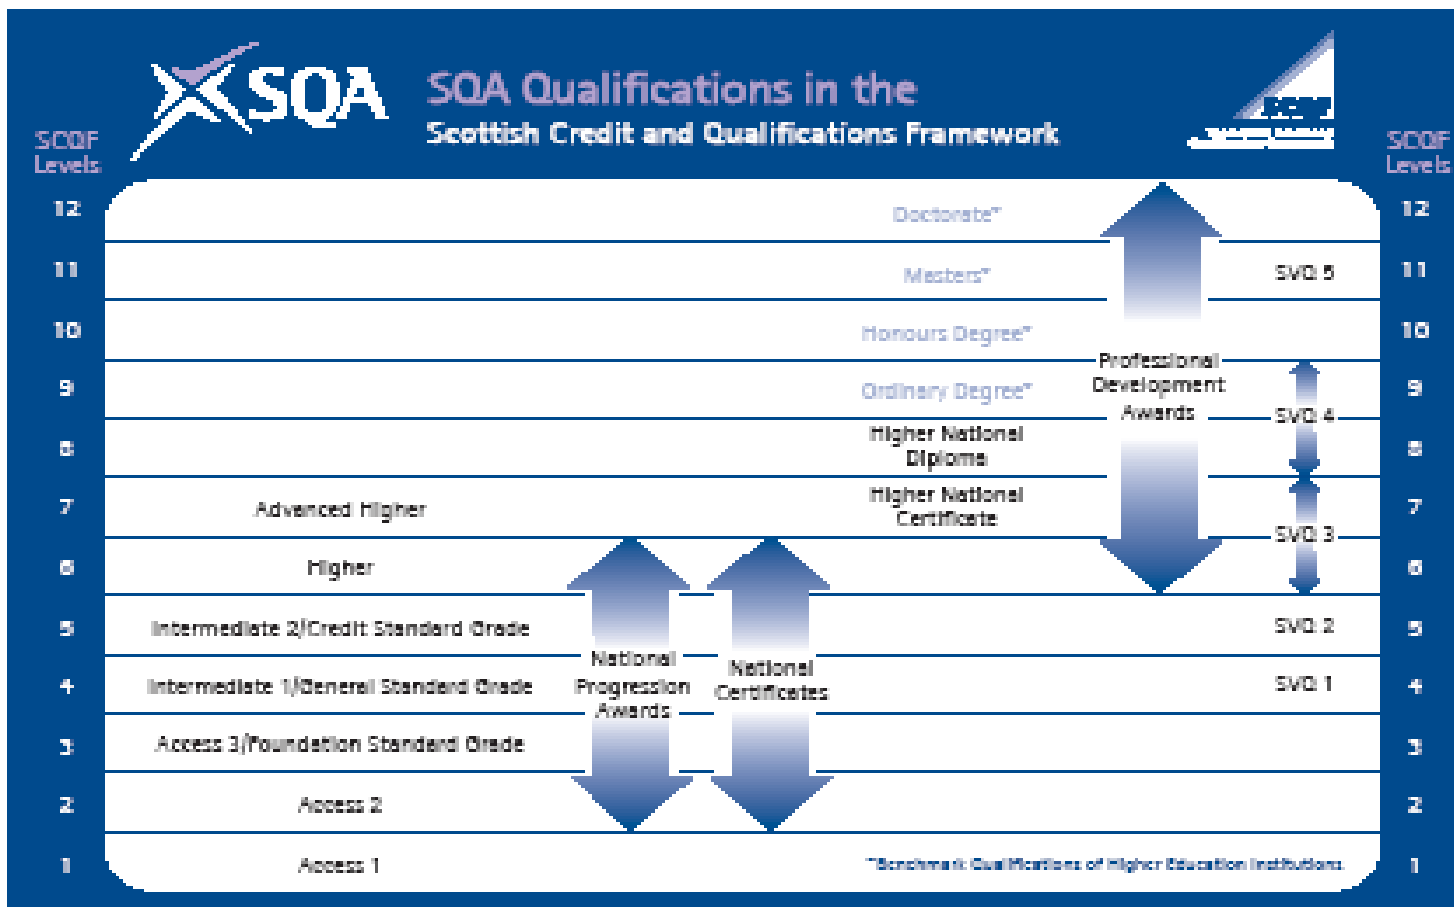 SQA
SQA Qualifications in the
Scottish Credit and Qualifications Framework
SCQF
Levels
SCQF
Levels
12
Doctorate*
12
11
Masters*
SVQ 5
11
10
Honours Degree*
10
9
Ordinary Degree*
Professional
Development
Awards
SVQ 4
9
8
Higher National
Diploma
8
7
Advanced Higher
Higher National
Certificate
SVQ 3
7
6
Higher
6
5
Intermediate 2/Credit Standard Grade
SVQ 2
5
National
Progression
Awards
National
Certificates
4
Intermediate 1/General Standard Grade
SVQ 1
4
3
Access 3/Foundation Standard Grade
3
2
Access 2
2
1
Access 1
*Benchmark Qualifications of Higher Education Institutions
1